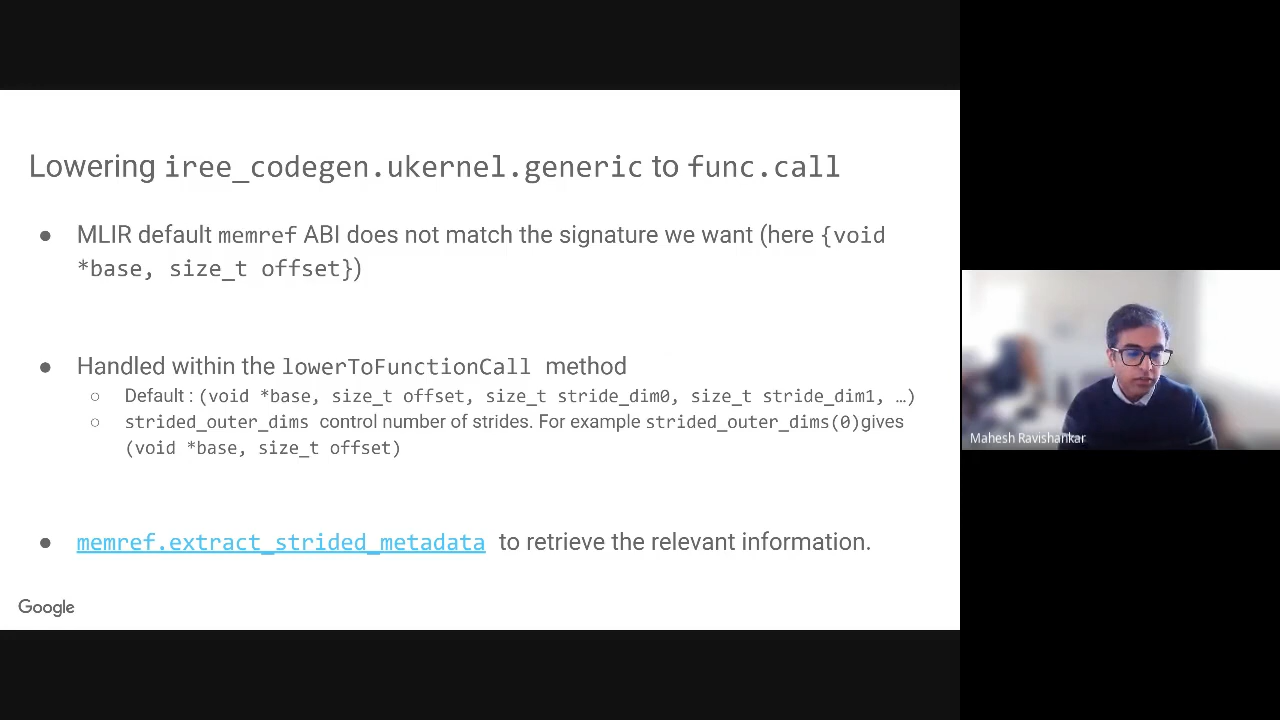 Lowering iree_codegen.ukernel.generic to func.call
● MLIR default memref ABI does not match the signature we want (here {void
*base, size_t offset})
● Handled within the lowerToFunctionCall method
○ Default : (void *base, size_t offset, size_t stride_dim0, size_t stride_dim1, …)
○ strided_outer_dims control number of strides. For example strided_outer_dims(0)gives
(void *base, size_t offset)
● memref.extract_strided_metadata to retrieve the relevant information.
Google
Mahesh Ravishankar